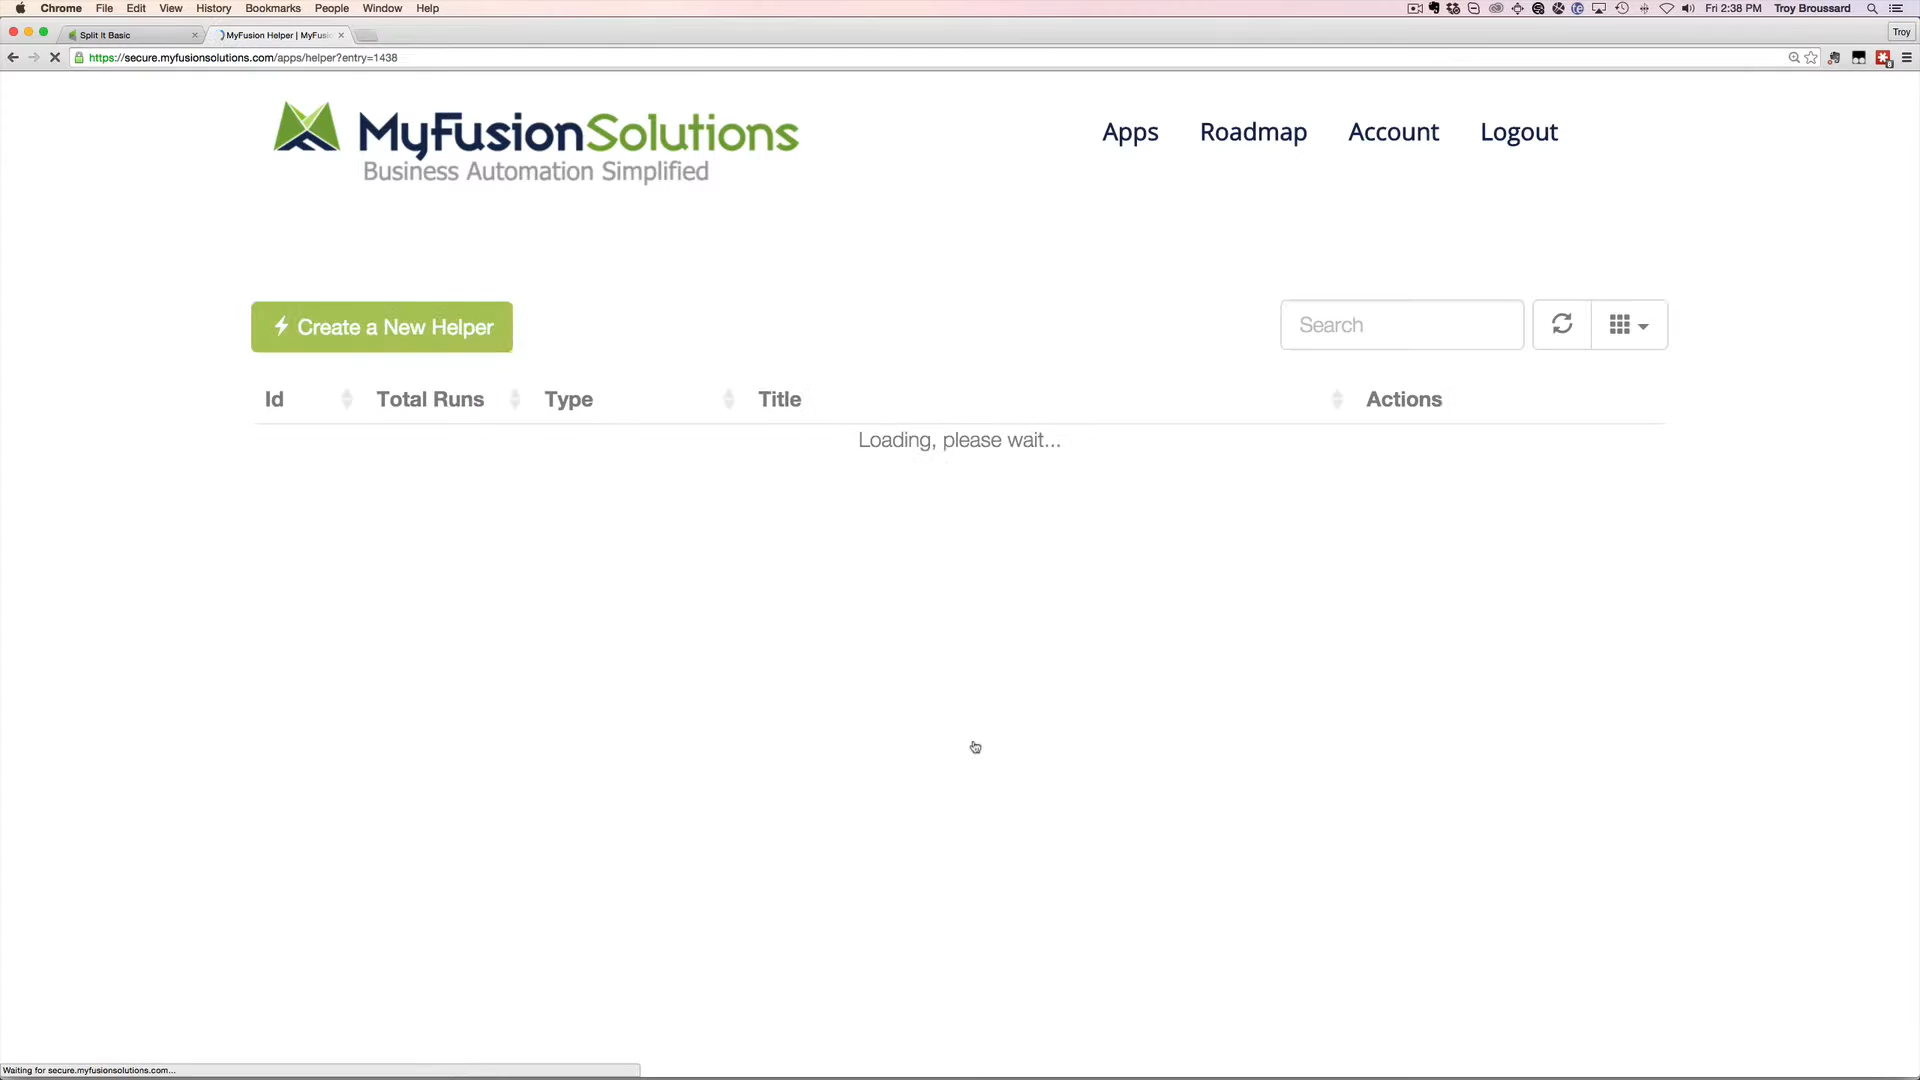 Chrome File Edit View History Bookmarks People Window Help Fri 2:38 PM Troy Broussard
Split It Basic MyFusion Helper | MyFusi Troy
https://secure.myfusionsolutions.com/apps/helper?entry=1438
MyFusionSolutions
Business Automation Simplified
Apps Roadmap Account Logout
Create a New Helper Search
Id Total Runs Type Title Actions
Loading, please wait...
Waiting for secure.myfusionsolutions.com...